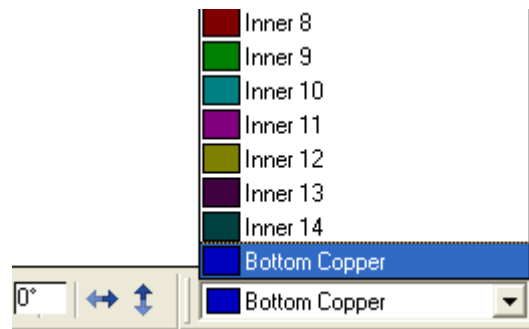 Inner 8
Inner 9
Inner 10
Inner 11
Inner 12
Inner 13
Inner 14
Bottom Copper
0° Bottom Copper